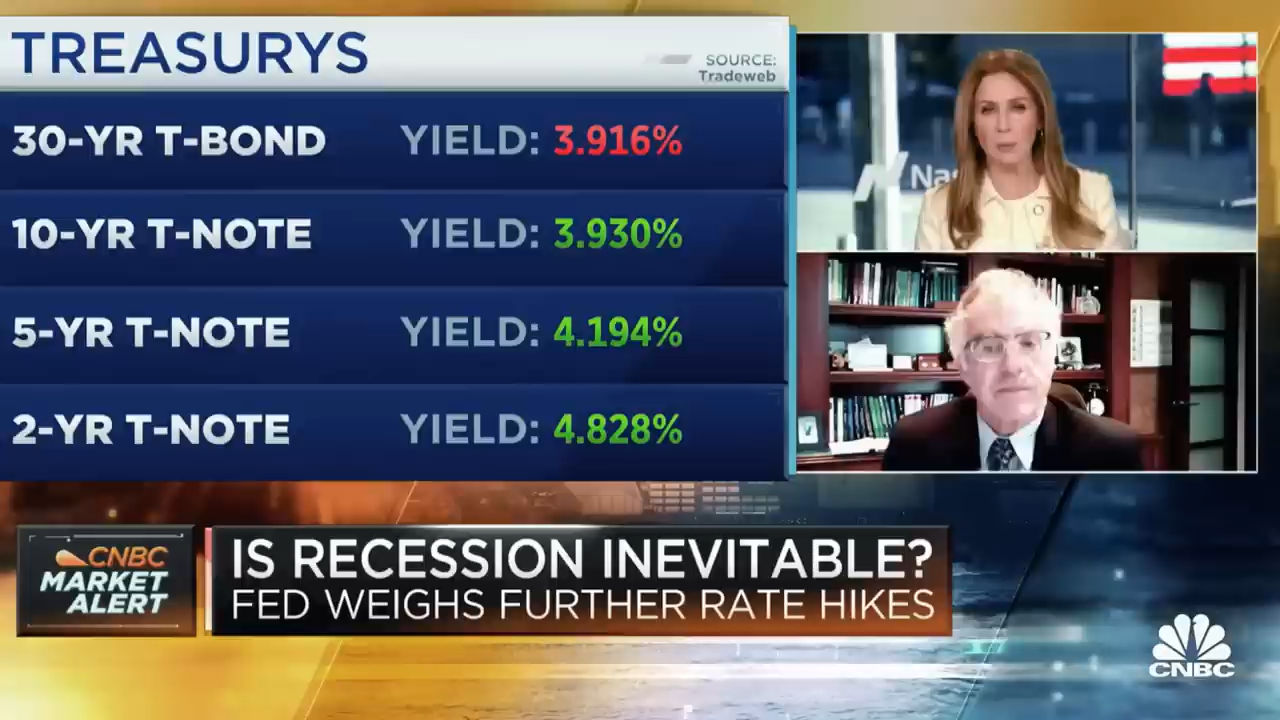 TREASURYS
SOURCE:
Tradeweb
30-YR T-BOND YIELD: 3.916%
10-YR T-NOTE YIELD: 3.930%
5-YR T-NOTE YIELD: 4.194%
2-YR T-NOTE YIELD: 4.828%
Nas
CNBC
MARKET
ALERT
IS RECESSION INEVITABLE?
FED WEIGHS FURTHER RATE HIKES
CNBC